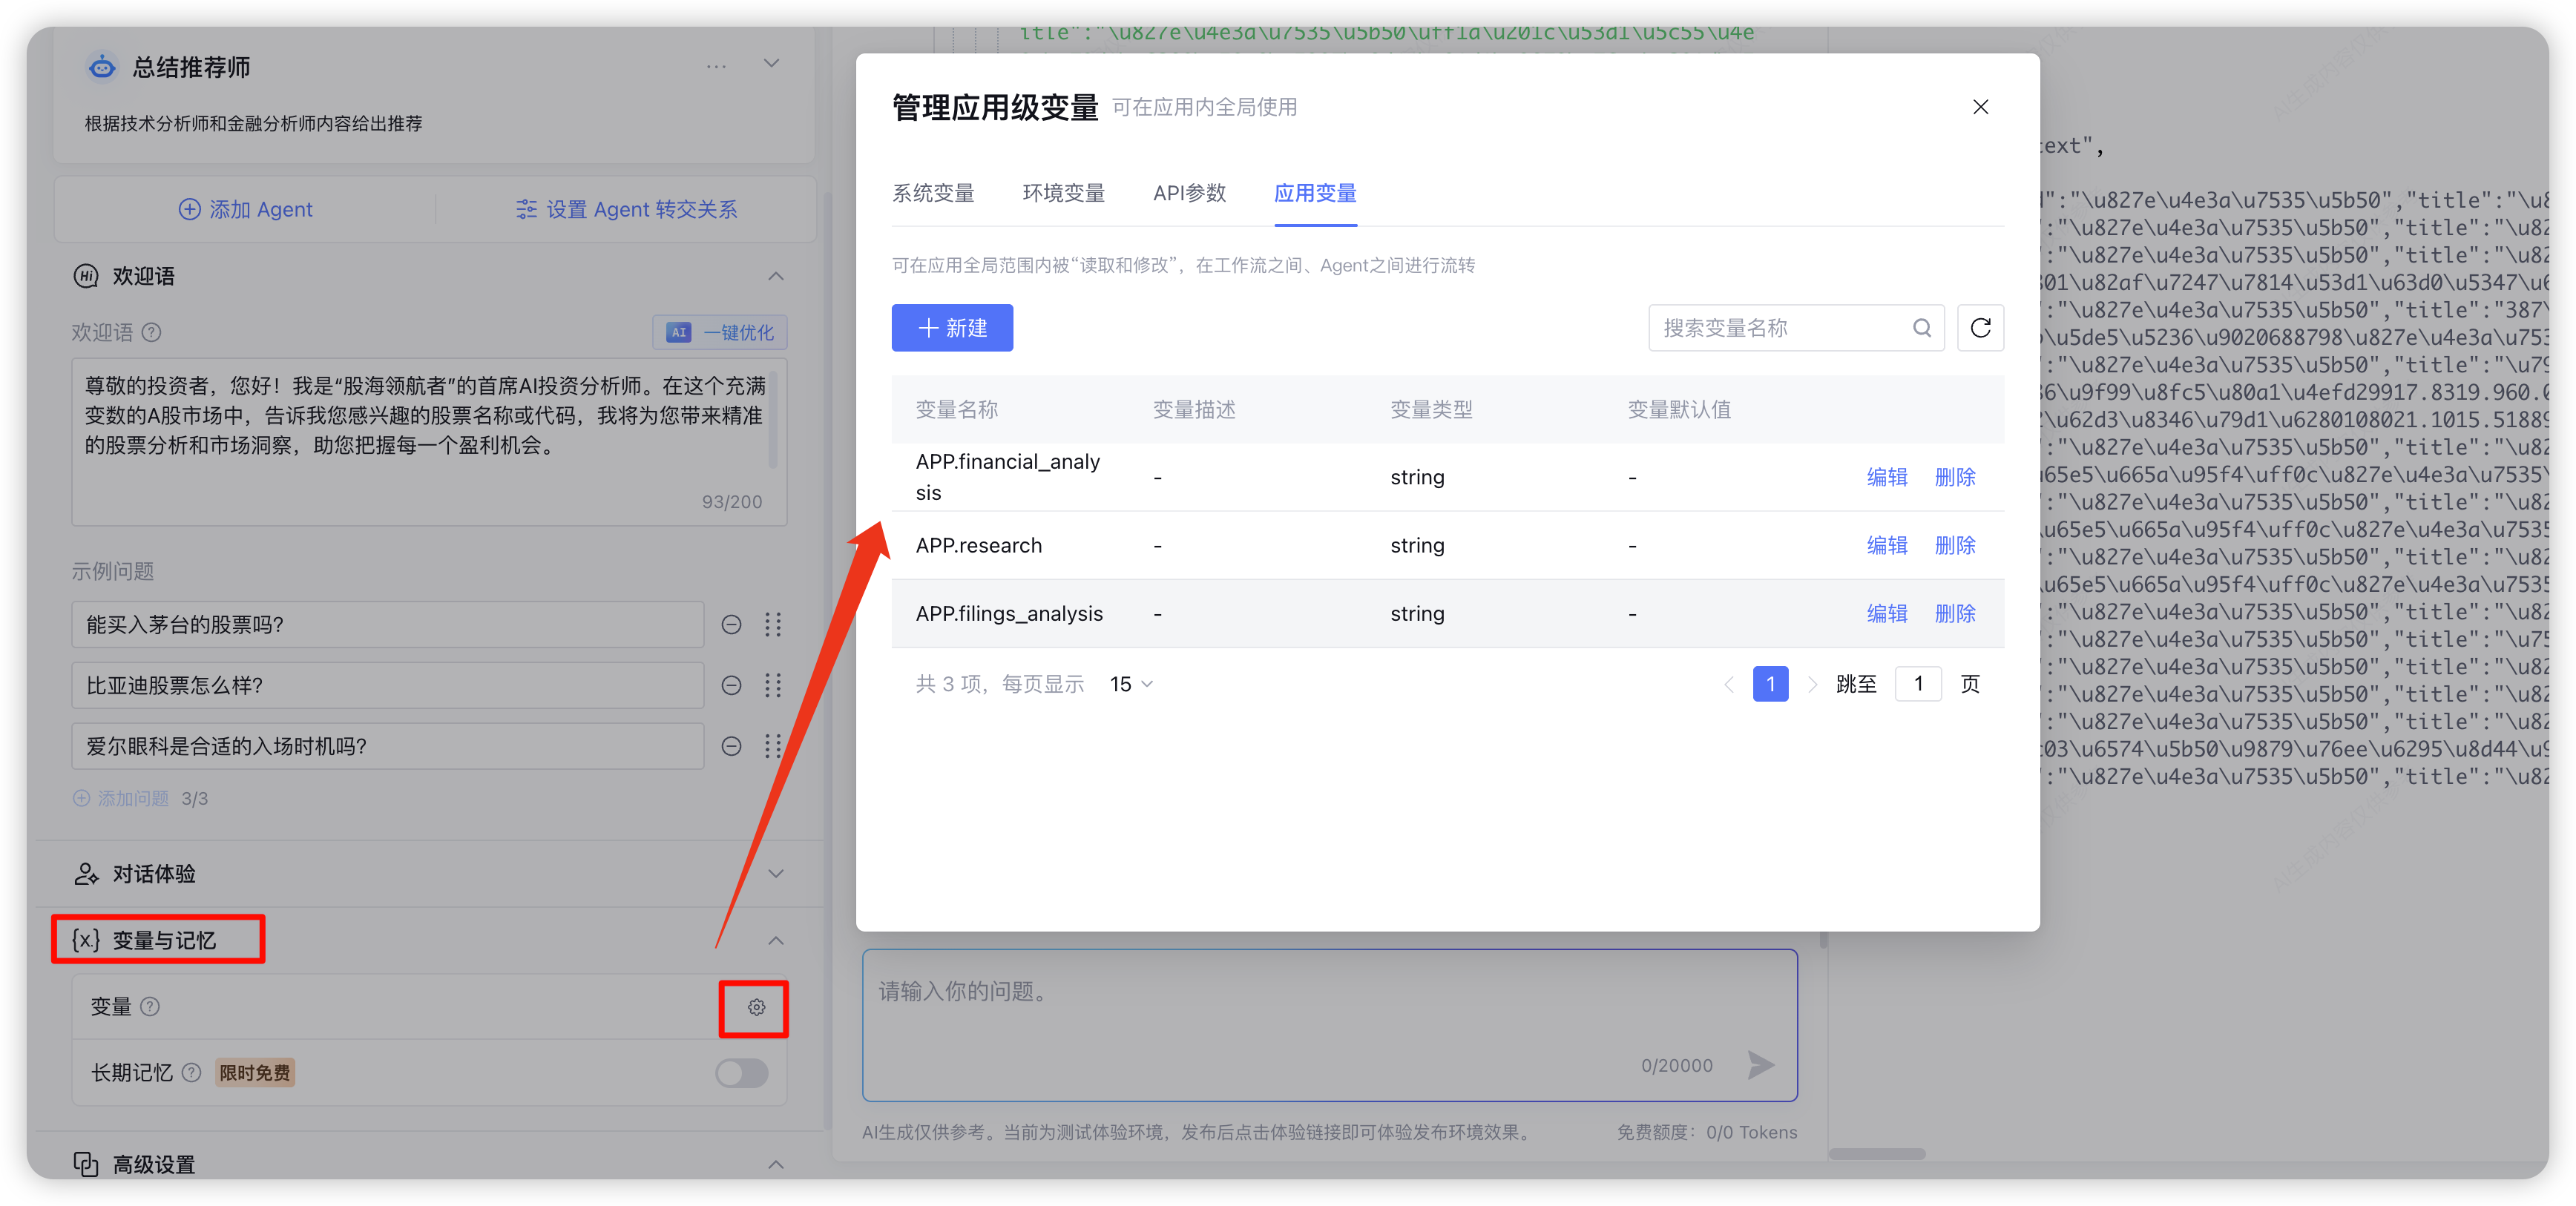 总结推荐师
根据技术分析师和金融分析师内容给出推荐
添加 Agent
设置 Agent 转交关系
Hi 欢迎语
欢迎语
AI 一键优化
尊敬的投资者，您好！我是“股海领航者”的首席AI投资分析师。在这个充满
变数的A股市场中，告诉我您感兴趣的股票名称或代码，我将为您带来精准
的股票分析和市场洞察，助您把握每一个盈利机会。
93/200
示例问题
能买入茅台的股票吗?
比亚迪股票怎么样?
爱尔眼科是合适的入场时机吗?
添加问题 3/3
对话体验
{x} 变量与记忆
变量
长期记忆 限时免费
高级设置
itle":"\u827e\u4e3a\u7535\u5b50\uff1a\u201c\u53d1\u5c55\u4e
管理应用级变量 可在应用内全局使用
系统变量 环境变量 API参数 应用变量
可在应用全局范围内被“读取和修改”，在工作流之间、Agent之间进行流转
新建
搜索变量名称
变量名称 变量描述 变量类型 变量默认值
APP.financial_analy
sis - string - 编辑 删除
APP.research - string - 编辑 删除
APP.filings_analysis - string - 编辑 删除
共 3 项，每页显示 15
1 跳至 1 页
请输入你的问题。
0/20000
AI生成仅供参考。当前为测试体验环境，发布后点击体验链接即可体验发布环境效果。
免费额度：0/0 Tokens
ext",
":"\u827e\u4e3a\u7535\u5b50","title":"\u8
":"\u827e\u4e3a\u7535\u5b50","title":"\u82
":"\u827e\u4e3a\u7535\u5b50","title":"\u82
01\u82af\u7247\u7814\u53d1\u63d0\u5347\u6
":"\u827e\u4e3a\u7535\u5b50","title":"387\
\u5de5\u5236\u9020688798\u827e\u4e3a\u753
":"\u827e\u4e3a\u7535\u5b50","title":"\u79
6\u9f99\u8fc5\u80a1\u4efd29917.8319.960.0
\u62d3\u8346\u79d1\u6280108021.1015.51889
":"\u827e\u4e3a\u7535\u5b50","title":"\u82
u65e5\u665a\u95f4\uff0c\u827e\u4e3a\u7535
":"\u827e\u4e3a\u7535\u5b50","title":"\u82
u65e5\u665a\u95f4\uff0c\u827e\u4e3a\u7535
":"\u827e\u4e3a\u7535\u5b50","title":"\u82
u65e5\u665a\u95f4\uff0c\u827e\u4e3a\u7535
":"\u827e\u4e3a\u7535\u5b50","title":"\u82
":"\u827e\u4e3a\u7535\u5b50","title":"\u75
":"\u827e\u4e3a\u7535\u5b50","title":"\u82
":"\u827e\u4e3a\u7535\u5b50","title":"\u82
":"\u827e\u4e3a\u7535\u5b50","title":"\u82
03\u6574\u5b50\u9879\u76ee\u6295\u8d44\u9
":"\u827e\u4e3a\u7535\u5b50","title":"\u82